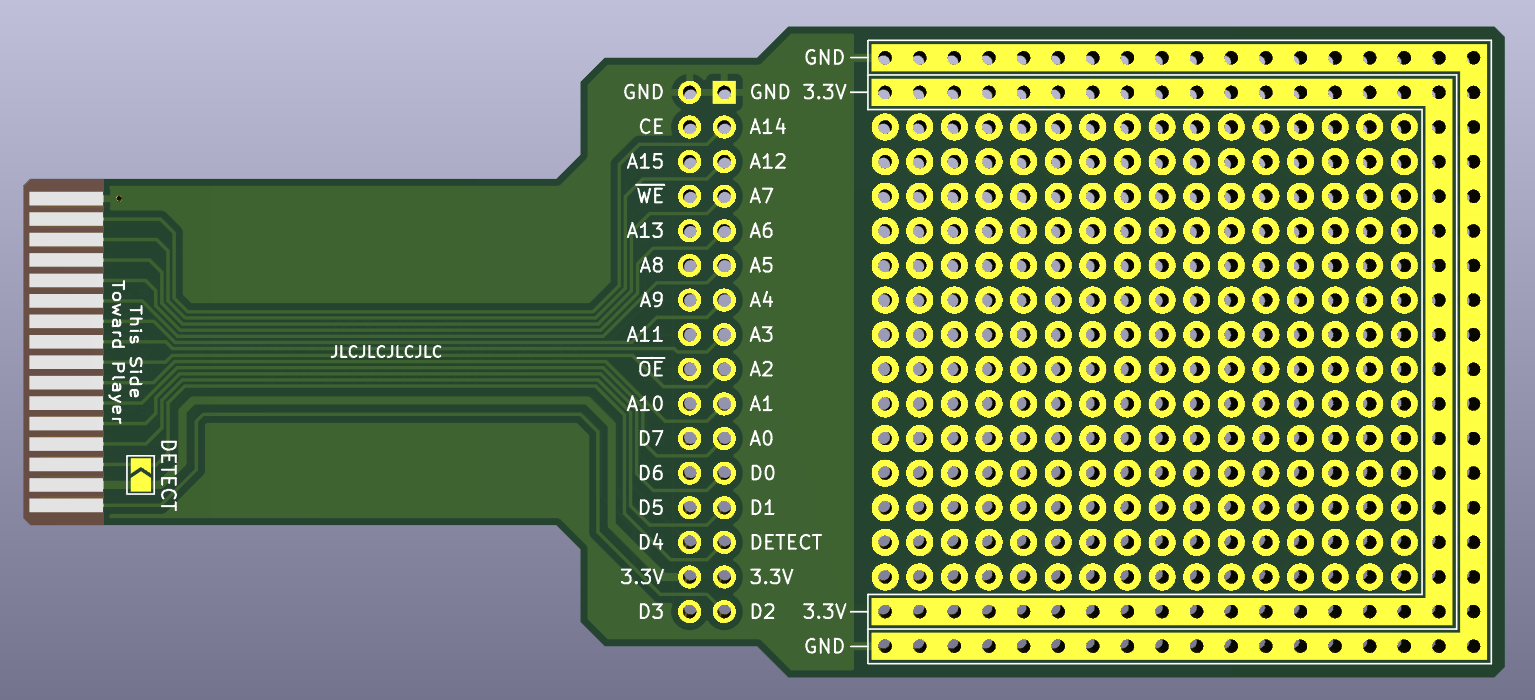 GND
GND GND 3.3V
CE A14
A15 A12
WE A7
A13 A6
A8 A5
A9 A4
A11 A3
OE A2
A10 A1
D7 A0
D6 D0
D5 D1
D4 DETECT
3.3V 3.3V
D3 D2 3.3V
GND
This Side
Toward Player
JLCJLCJLCJLC
DETECT